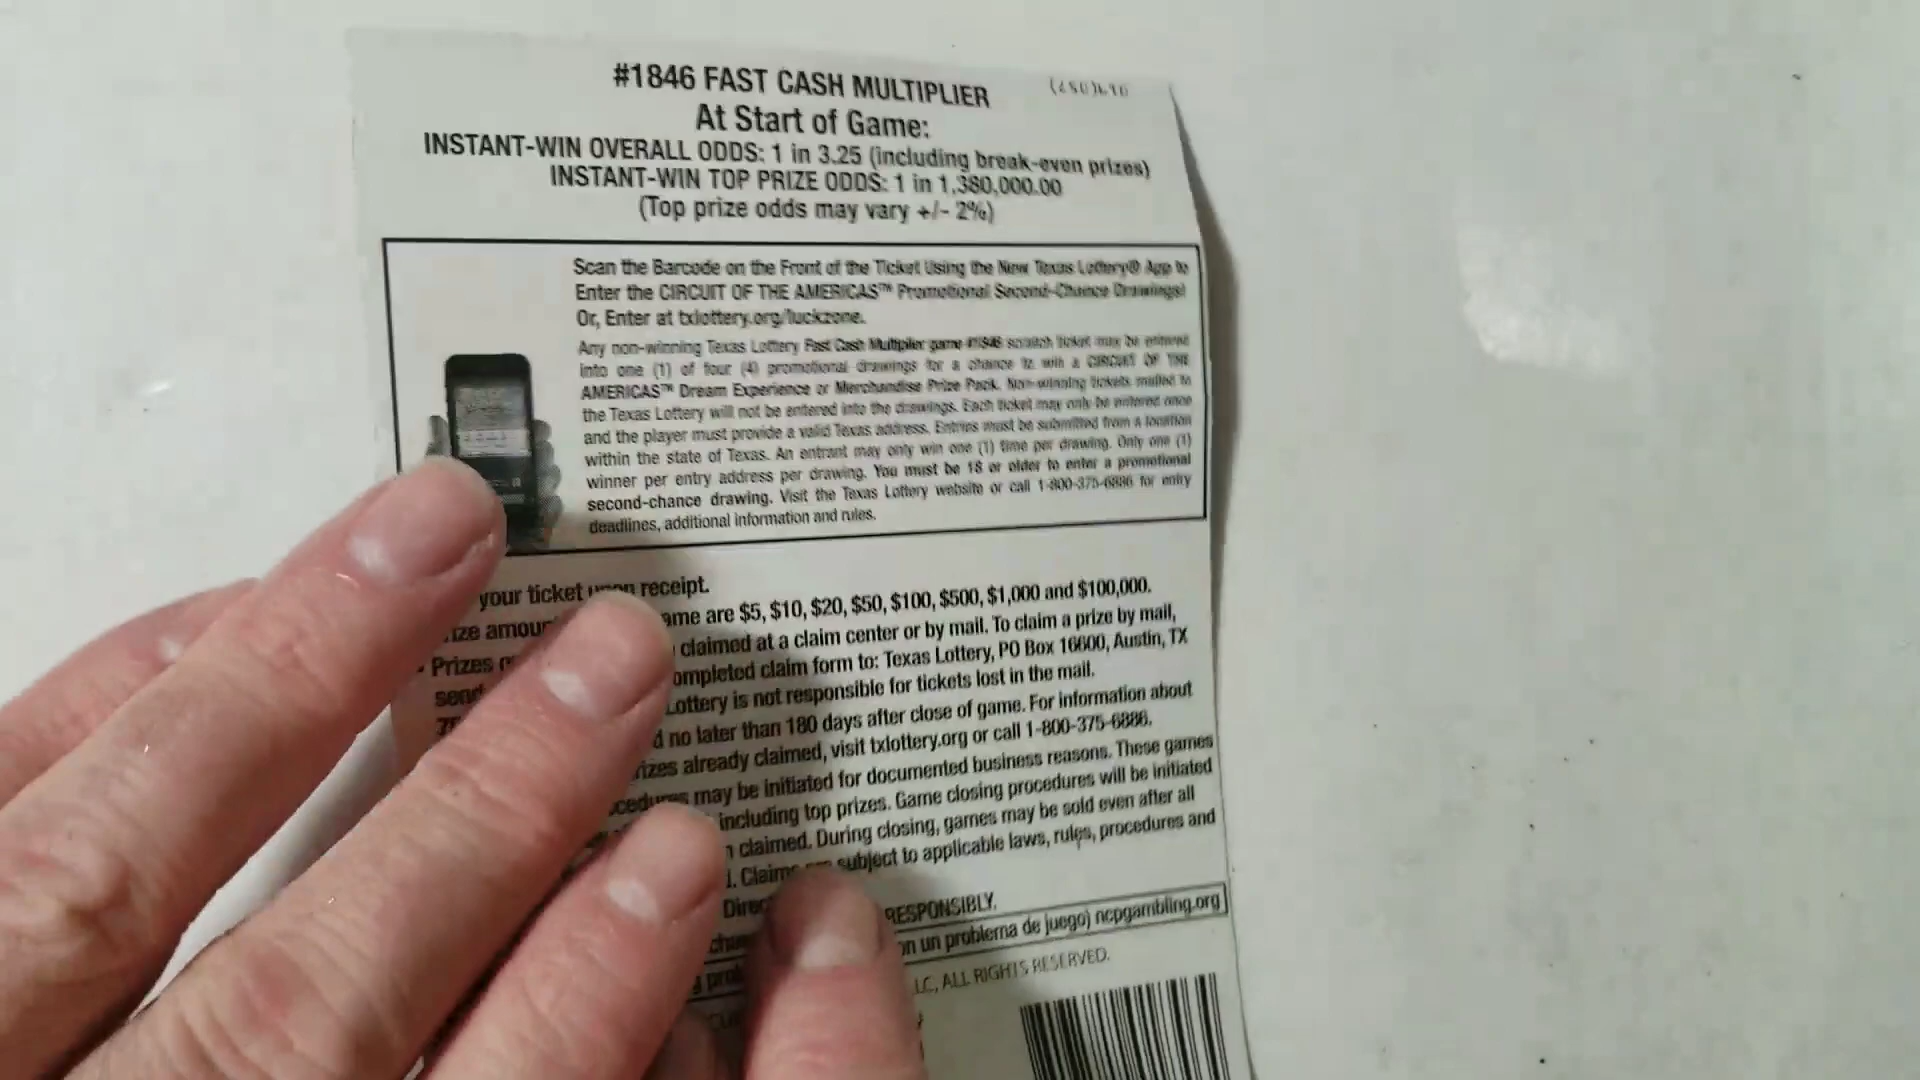 #1846 FAST CASH MULTIPLIER
At Start of Game:
INSTANT-WIN OVERALL ODDS: 1 in 3.25 (including break-even prizes)
INSTANT-WIN TOP PRIZE ODDS: 1 in 1,380,000.00
(Top prize odds may vary +/- 2%)
Scan the Barcode on the Front of the Ticket Using the New Texas Lottery® App to
Enter the CIRCUIT OF THE AMERICAS™ Promotional Second-Chance Drawings!
Or, Enter at txlottery.org/luckzone.
Any non-winning Texas Lottery Fast Cash Multiplier game #1846 scratch ticket may be entered
into one (1) of four (4) promotional drawings for a chance to win a CIRCUIT OF THE
AMERICAS™ Dream Experience or Merchandise Prize Pack. Non-winning tickets mailed to
the Texas Lottery will not be entered into the drawings. Each ticket may only be entered once
and the player must provide a valid Texas address. Entries must be submitted from a location
within the state of Texas. An entrant may only win one (1) time per drawing. Only one (1)
winner per entry address per drawing. You must be 18 or older to enter a promotional
second-chance drawing. Visit the Texas Lottery website or call 1-800-375-6886 for entry
deadlines, additional information and rules.
your ticket upon receipt.
ame are $5, $10, $20, $50, $100, $500, $1,000 and $100,000.
• Prizes claimed at a claim center or by mail. To claim a prize by mail,
send ompleted claim form to: Texas Lottery, PO Box 16600, Austin, TX
Lottery is not responsible for tickets lost in the mail.
d no later than 180 days after close of game. For information about
izes already claimed, visit txlottery.org or call 1-800-375-6886.
cedures may be initiated for documented business reasons. These games
including top prizes. Game closing procedures will be initiated
claimed. During closing, games may be sold even after all
. Claims are subject to applicable laws, rules, procedures and
Direc RESPONSIBLY.
on un problema de juego) ncpgambling.org
LC, ALL RIGHTS RESERVED.